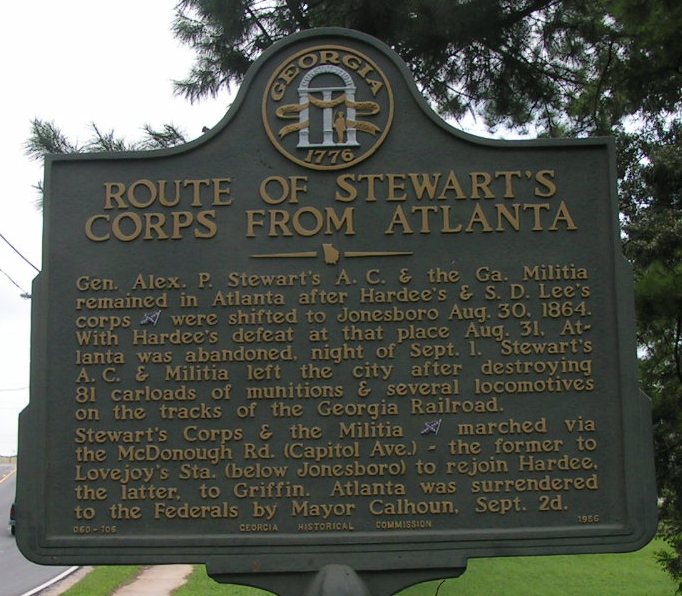 GEORGIA
1776
ROUTE OF STEWART'S
CORPS FROM ATLANTA
Gen. Alex. P. Stewart's A. C. & the Ga. Militia
remained in Atlanta after Hardee's & S. D. Lee's
corps were shifted to Jonesboro Aug. 30, 1864.
With Hardee's defeat at that place Aug. 31, At-
lanta was abandoned, night of Sept. 1. Stewart's
A. C. & Militia left the city after destroying
81 carloads of munitions & several locomotives
on the tracks of the Georgia Railroad.
Stewart's Corps & the Militia marched via
the McDonough Rd. (Capitol Ave.) - the former to
Lovejoy's Sta. (below Jonesboro) to rejoin Hardee,
the latter, to Griffin. Atlanta was surrendered
to the Federals by Mayor Calhoun, Sept. 2d.
060-106 GEORGIA HISTORICAL COMMISSION 1956